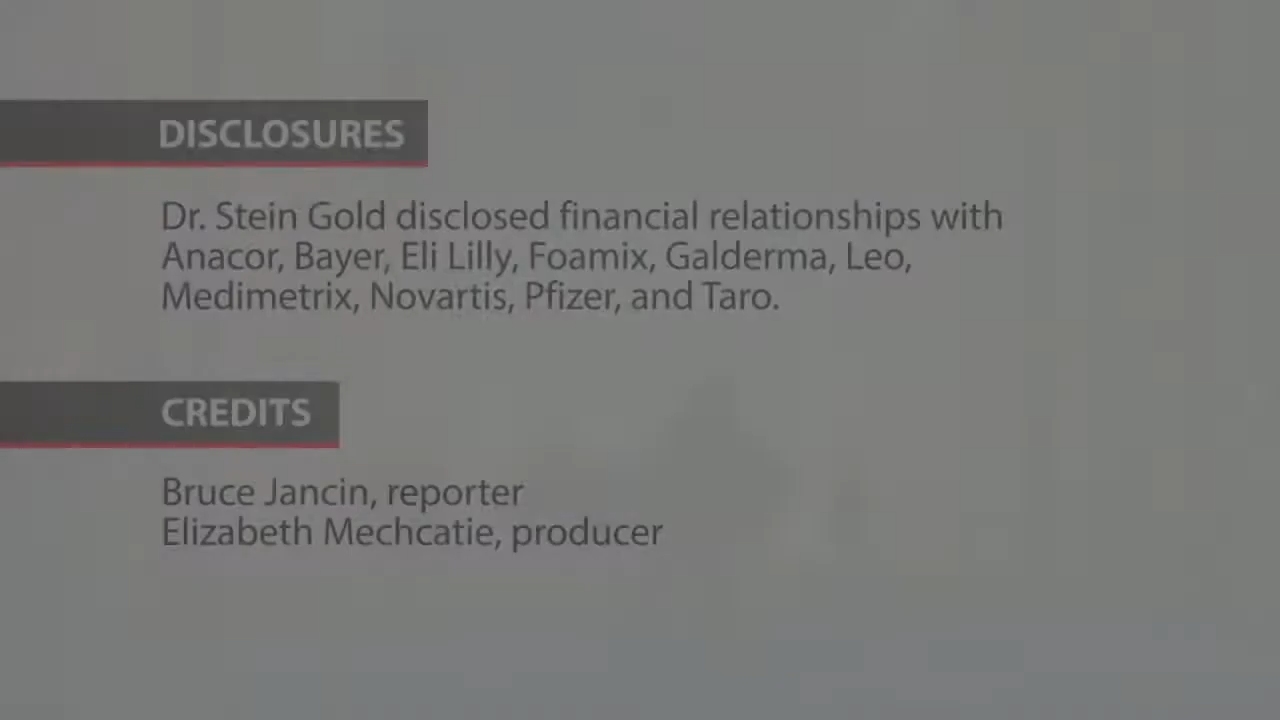 DISCLOSURES
Dr. Stein Gold disclosed financial relationships with
Anacor, Bayer, Eli Lilly, Foamix, Galderma, Leo,
Medimetrix, Novartis, Pfizer, and Taro.
CREDITS
Bruce Jancin, reporter
Elizabeth Mechcatie, producer